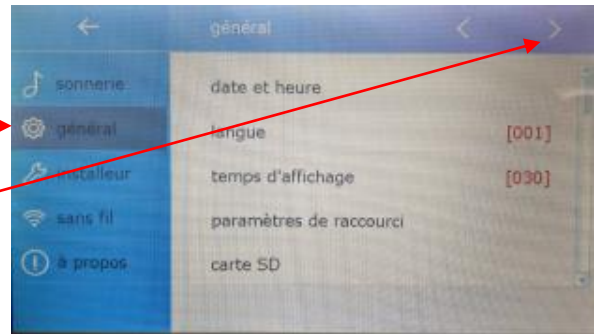 général
sonnerie
général
installeur
sans fil
à propos
date et heure
langue [001]
temps d'affichage [030]
paramètres de raccourci
carte SD